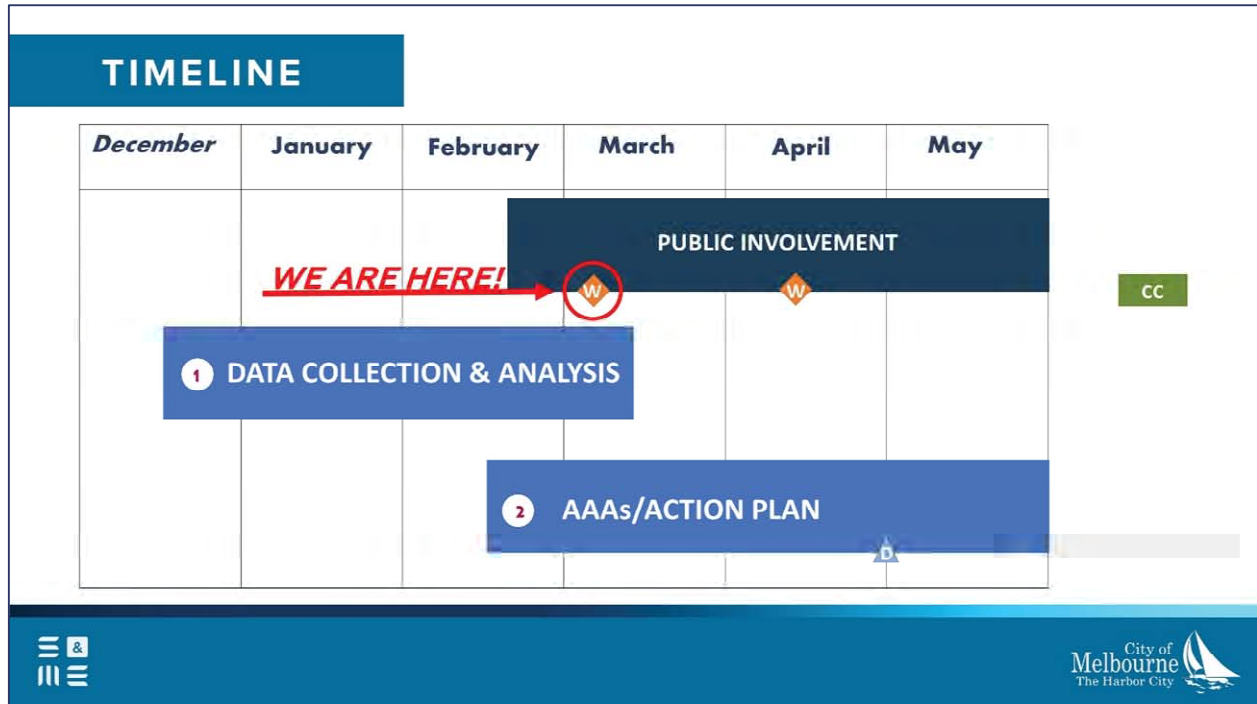 TIMELINE
December January February March April May
PUBLIC INVOLVEMENT
WE ARE HERE!
W W
CC
1 DATA COLLECTION & ANALYSIS
2 AAAs/ACTION PLAN
D
&
City of
Melbourne
The Harbor City